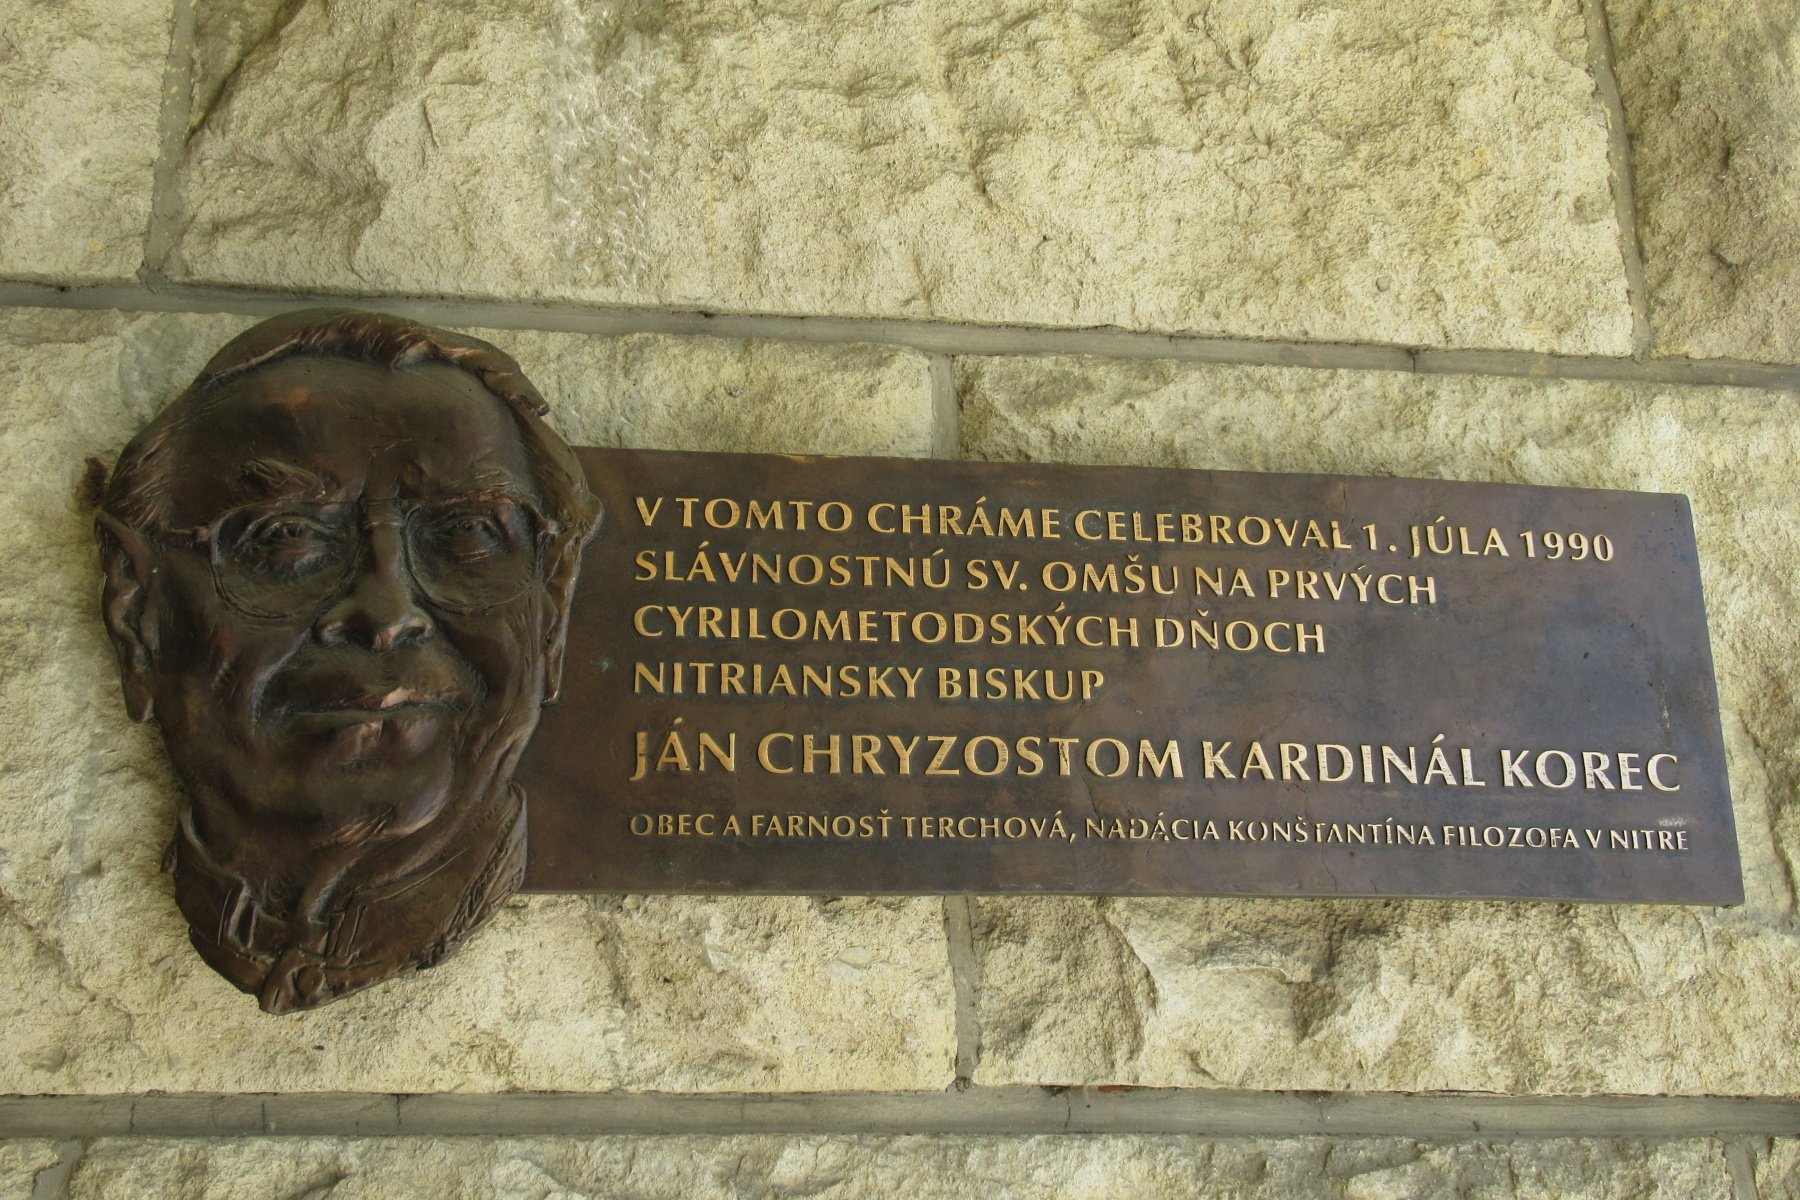 V TOMTO CHRÁME CELEBROVAL 1. JÚLA 1990
SLÁVNOSTNÚ SV. OMŠU NA PRVÝCH
CYRILOMETODSKÝCH DŇOCH
NITRIANSKY BISKUP
JÁN CHRYZOSTOM KARDINÁL KOREC
OBEC A FARNOSŤ TERCHOVÁ, NADÁCIA KONŠTANTÍNA FILOZOFA V NITRE